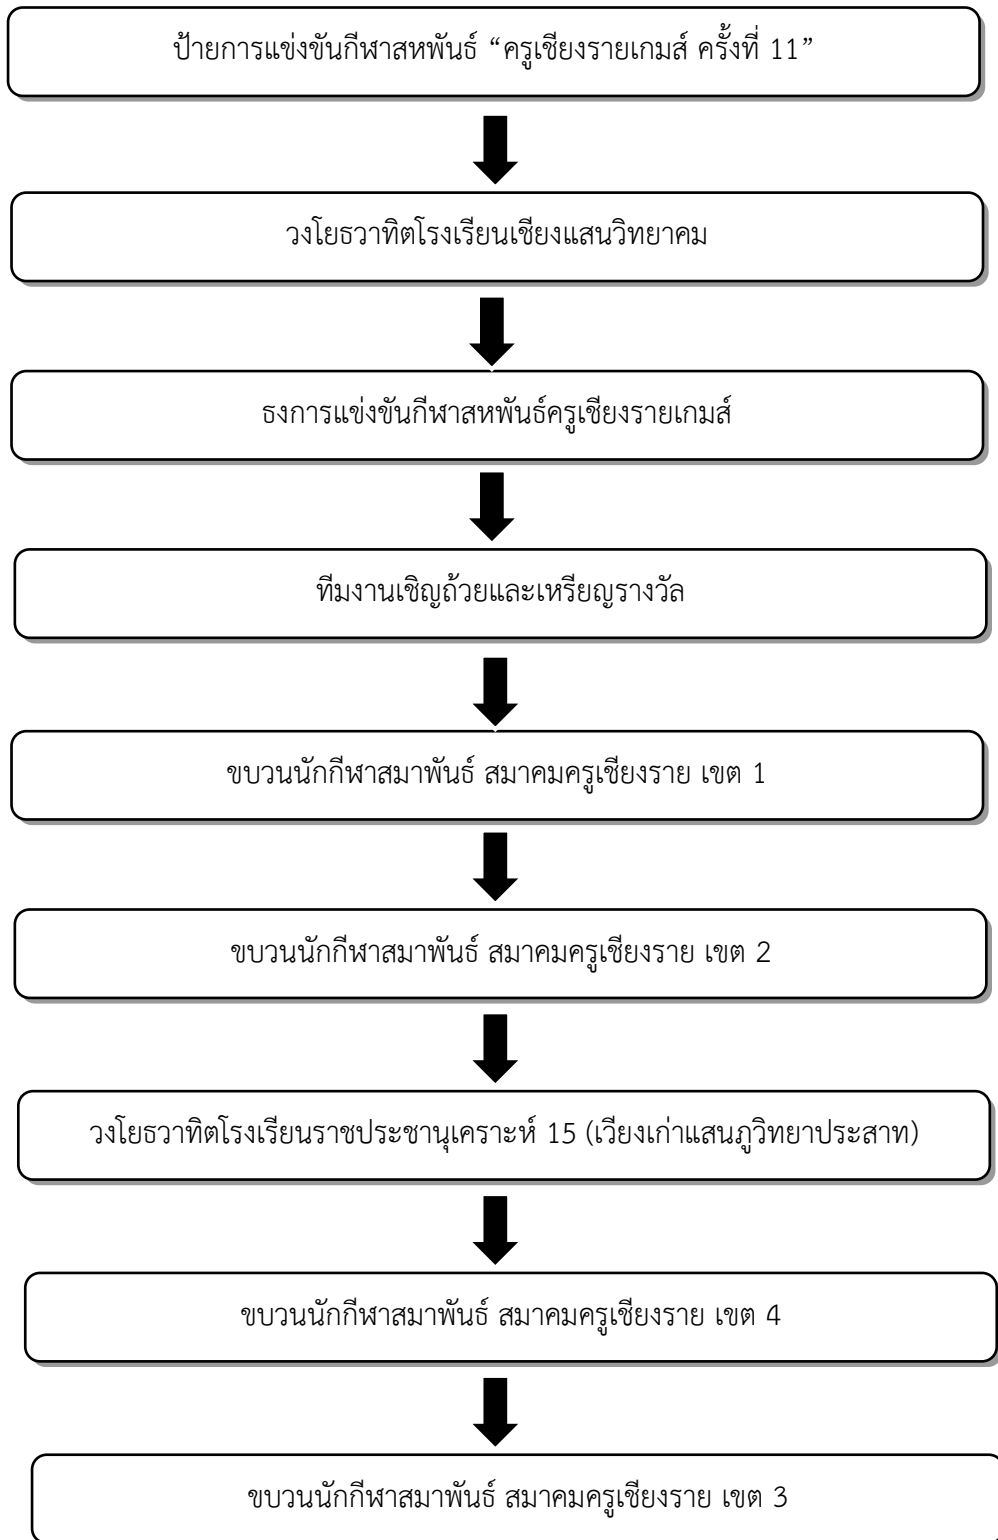 ป้ายการแข่งขันกีฬาสหพันธ์ “ครูเชียงรายเกมส์ ครั้งที่ 11”
วงโยธวาทิตโรงเรียนเชียงแสนวิทยาคม
ธงการแข่งขันกีฬาสหพันธ์ครูเชียงรายเกมส์
ทีมงานเชิญถ้วยและเหรียญรางวัล
ขบวนนักกีฬาสมาพันธ์ สมาคมครูเชียงราย เขต 1
ขบวนนักกีฬาสมาพันธ์ สมาคมครูเชียงราย เขต 2
วงโยธวาทิตโรงเรียนราชประชานุเคราะห์ 15 (เวียงเก่าแสนภูวิทยาประสาท)
ขบวนนักกีฬาสมาพันธ์ สมาคมครูเชียงราย เขต 4
ขบวนนักกีฬาสมาพันธ์ สมาคมครูเชียงราย เขต 3